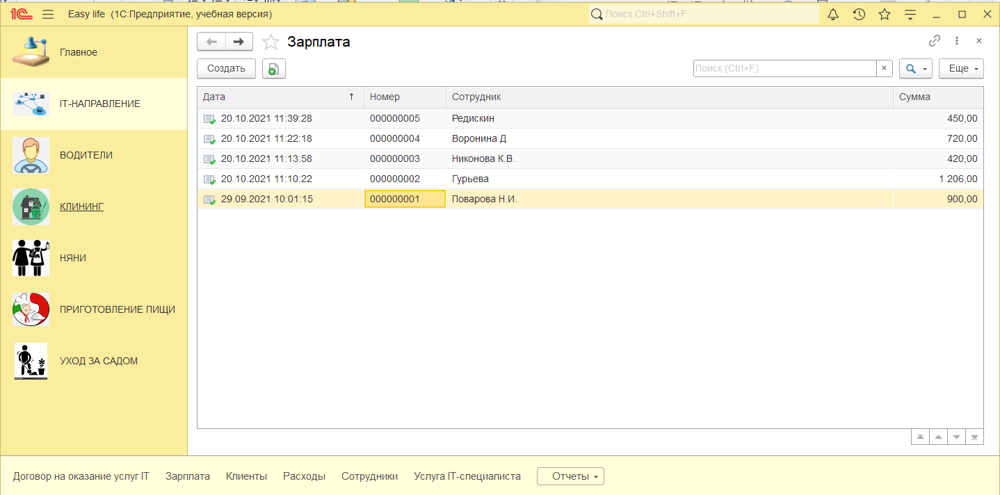 1С Easy life (1С:Предприятие, учебная версия) Поиск Ctrl+Shift+F
Главное
IT-НАПРАВЛЕНИЕ
ВОДИТЕЛИ
КЛИНИНГ
НЯНИ
ПРИГОТОВЛЕНИЕ ПИЩИ
УХОД ЗА САДОМ
Зарплата
Создать Поиск (Ctrl+F) × Еще
Дата ↑ Номер Сотрудник Сумма
20.10.2021 11:39:28 000000005 Редискин 450,00
20.10.2021 11:22:18 000000004 Воронина Д 720,00
20.10.2021 11:13:58 000000003 Никонова К.В. 420,00
20.10.2021 11:10:22 000000002 Гурьева 1 206,00
29.09.2021 10:01:15 000000001 Поварова Н.И. 900,00
Договор на оказание услуг IT Зарплата Клиенты Расходы Сотрудники Услуга IT-специалиста Отчеты